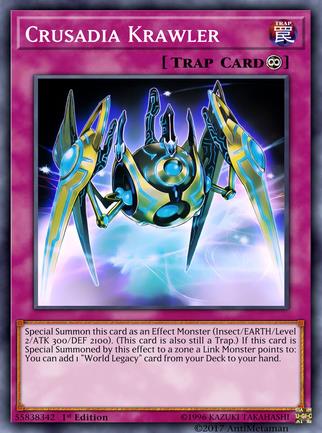 Crusadia Krawler
TRAP
罠
[Trap Card∞]
Special Summon this card as an Effect Monster (Insect/EARTH/Level
2/ATK 300/DEF 2100). (This card is also still a Trap.) If this card is
Special Summoned by this effect to a zone a Link Monster points to:
You can add 1 "World Legacy" card from your Deck to your hand.
55838342 1st Edition ©1996 KAZUKI TAKAHASHI
©2017 AntiMetaman